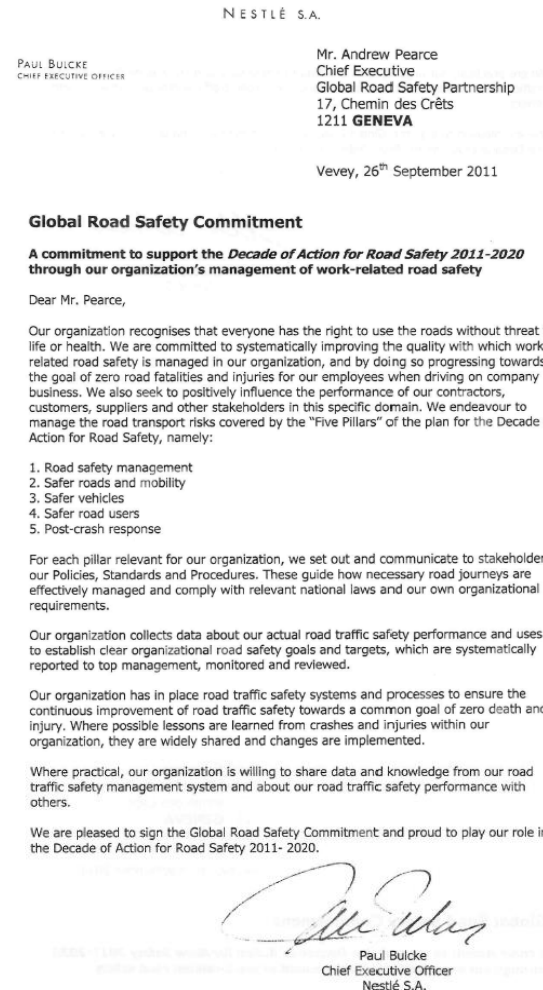 NESTLÉ S.A.
PAUL BULCKE
CHIEF EXECUTIVE OFFICER
Mr. Andrew Pearce
Chief Executive
Global Road Safety Partnership
17, Chemin des Crêts
1211 GENEVA
Vevey, 26th September 2011
Global Road Safety Commitment
A commitment to support the Decade of Action for Road Safety 2011-2020
through our organization's management of work-related road safety
Dear Mr. Pearce,
Our organization recognises that everyone has the right to use the roads without threat
life or health. We are committed to systematically improving the quality with which work
related road safety is managed in our organization, and by doing so progressing towards
the goal of zero road fatalities and injuries for our employees when driving on company
business. We also seek to positively influence the performance of our contractors,
customers, suppliers and other stakeholders in this specific domain. We endeavour to
manage the road transport risks covered by the "Five Pillars" of the plan for the Decade
Action for Road Safety, namely:
1. Road safety management
2. Safer roads and mobility
3. Safer vehicles
4. Safer road users
5. Post-crash response
For each pillar relevant for our organization, we set out and communicate to stakeholder
our Policies, Standards and Procedures. These guide how necessary road journeys are
effectively managed and comply with relevant national laws and our own organizational
requirements.
Our organization collects data about our actual road traffic safety performance and uses
to establish clear organizational road safety goals and targets, which are systematically
reported to top management, monitored and reviewed.
Our organization has in place road traffic safety systems and processes to ensure the
continuous improvement of road traffic safety towards a common goal of zero death and
injury. Where possible lessons are learned from crashes and injuries within our
organization, they are widely shared and changes are implemented.
Where practical, our organization is willing to share data and knowledge from our road
traffic safety management system and about our road traffic safety performance with
others.
We are pleased to sign the Global Road Safety Commitment and proud to play our role in
the Decade of Action for Road Safety 2011- 2020.
Paul Bulcke
Chief Executive Officer
Nestlé S.A.